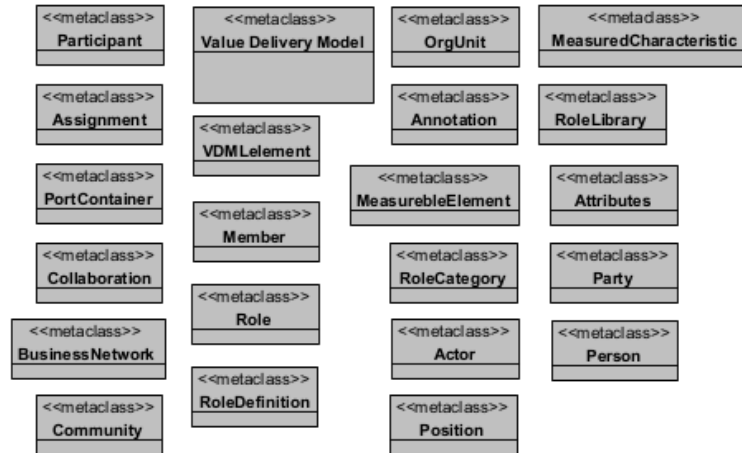 <<metaclass>>
Participant
<<metaclass>>
Value Delivery Model
<<metaclass>>
OrgUnit
<<metaclass>>
MeasuredCharacteristic
<<metaclass>>
Assignment
<<metaclass>>
VDMLelement
<<metaclass>>
Annotation
<<metaclass>>
RoleLibrary
<<metaclass>>
PortContainer
<<metaclass>>
Member
<<metaclass>>
MeasurebleElement
<<metaclass>>
Attributes
<<metaclass>>
Collaboration
<<metaclass>>
Role
<<metaclass>>
RoleCategory
<<metaclass>>
Party
<<metaclass>>
BusinessNetwork
<<metaclass>>
RoleDefinition
<<metaclass>>
Actor
<<metaclass>>
Person
<<metaclass>>
Community
<<metaclass>>
Position